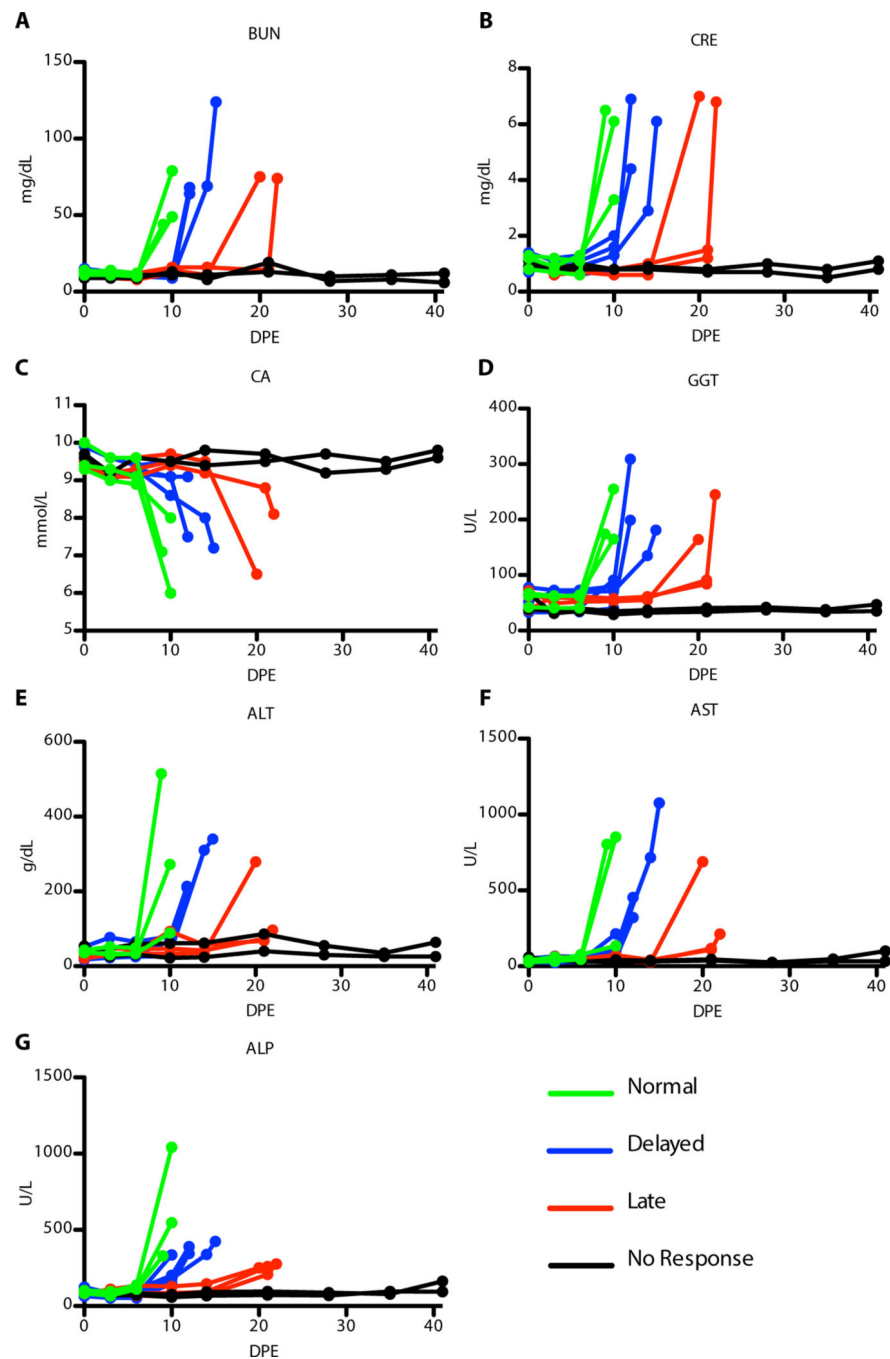 A
BUN
150
100
50
0
mg/dL
0 10 20 30 40
DPE
B
CRE
8
6
4
2
0
mg/dL
0 10 20 30 40
DPE
C
CA
11
10
9
8
7
6
5
mmol/L
0 10 20 30 40
DPE
D
GGT
400
300
200
100
0
U/L
0 10 20 30 40
DPE
E
ALT
600
400
200
0
g/dL
0 10 20 30 40
DPE
F
AST
1500
1000
500
0
U/L
0 10 20 30 40
DPE
G
ALP
1500
1000
500
0
U/L
0 10 20 30 40
DPE
Normal
Delayed
Late
No Response